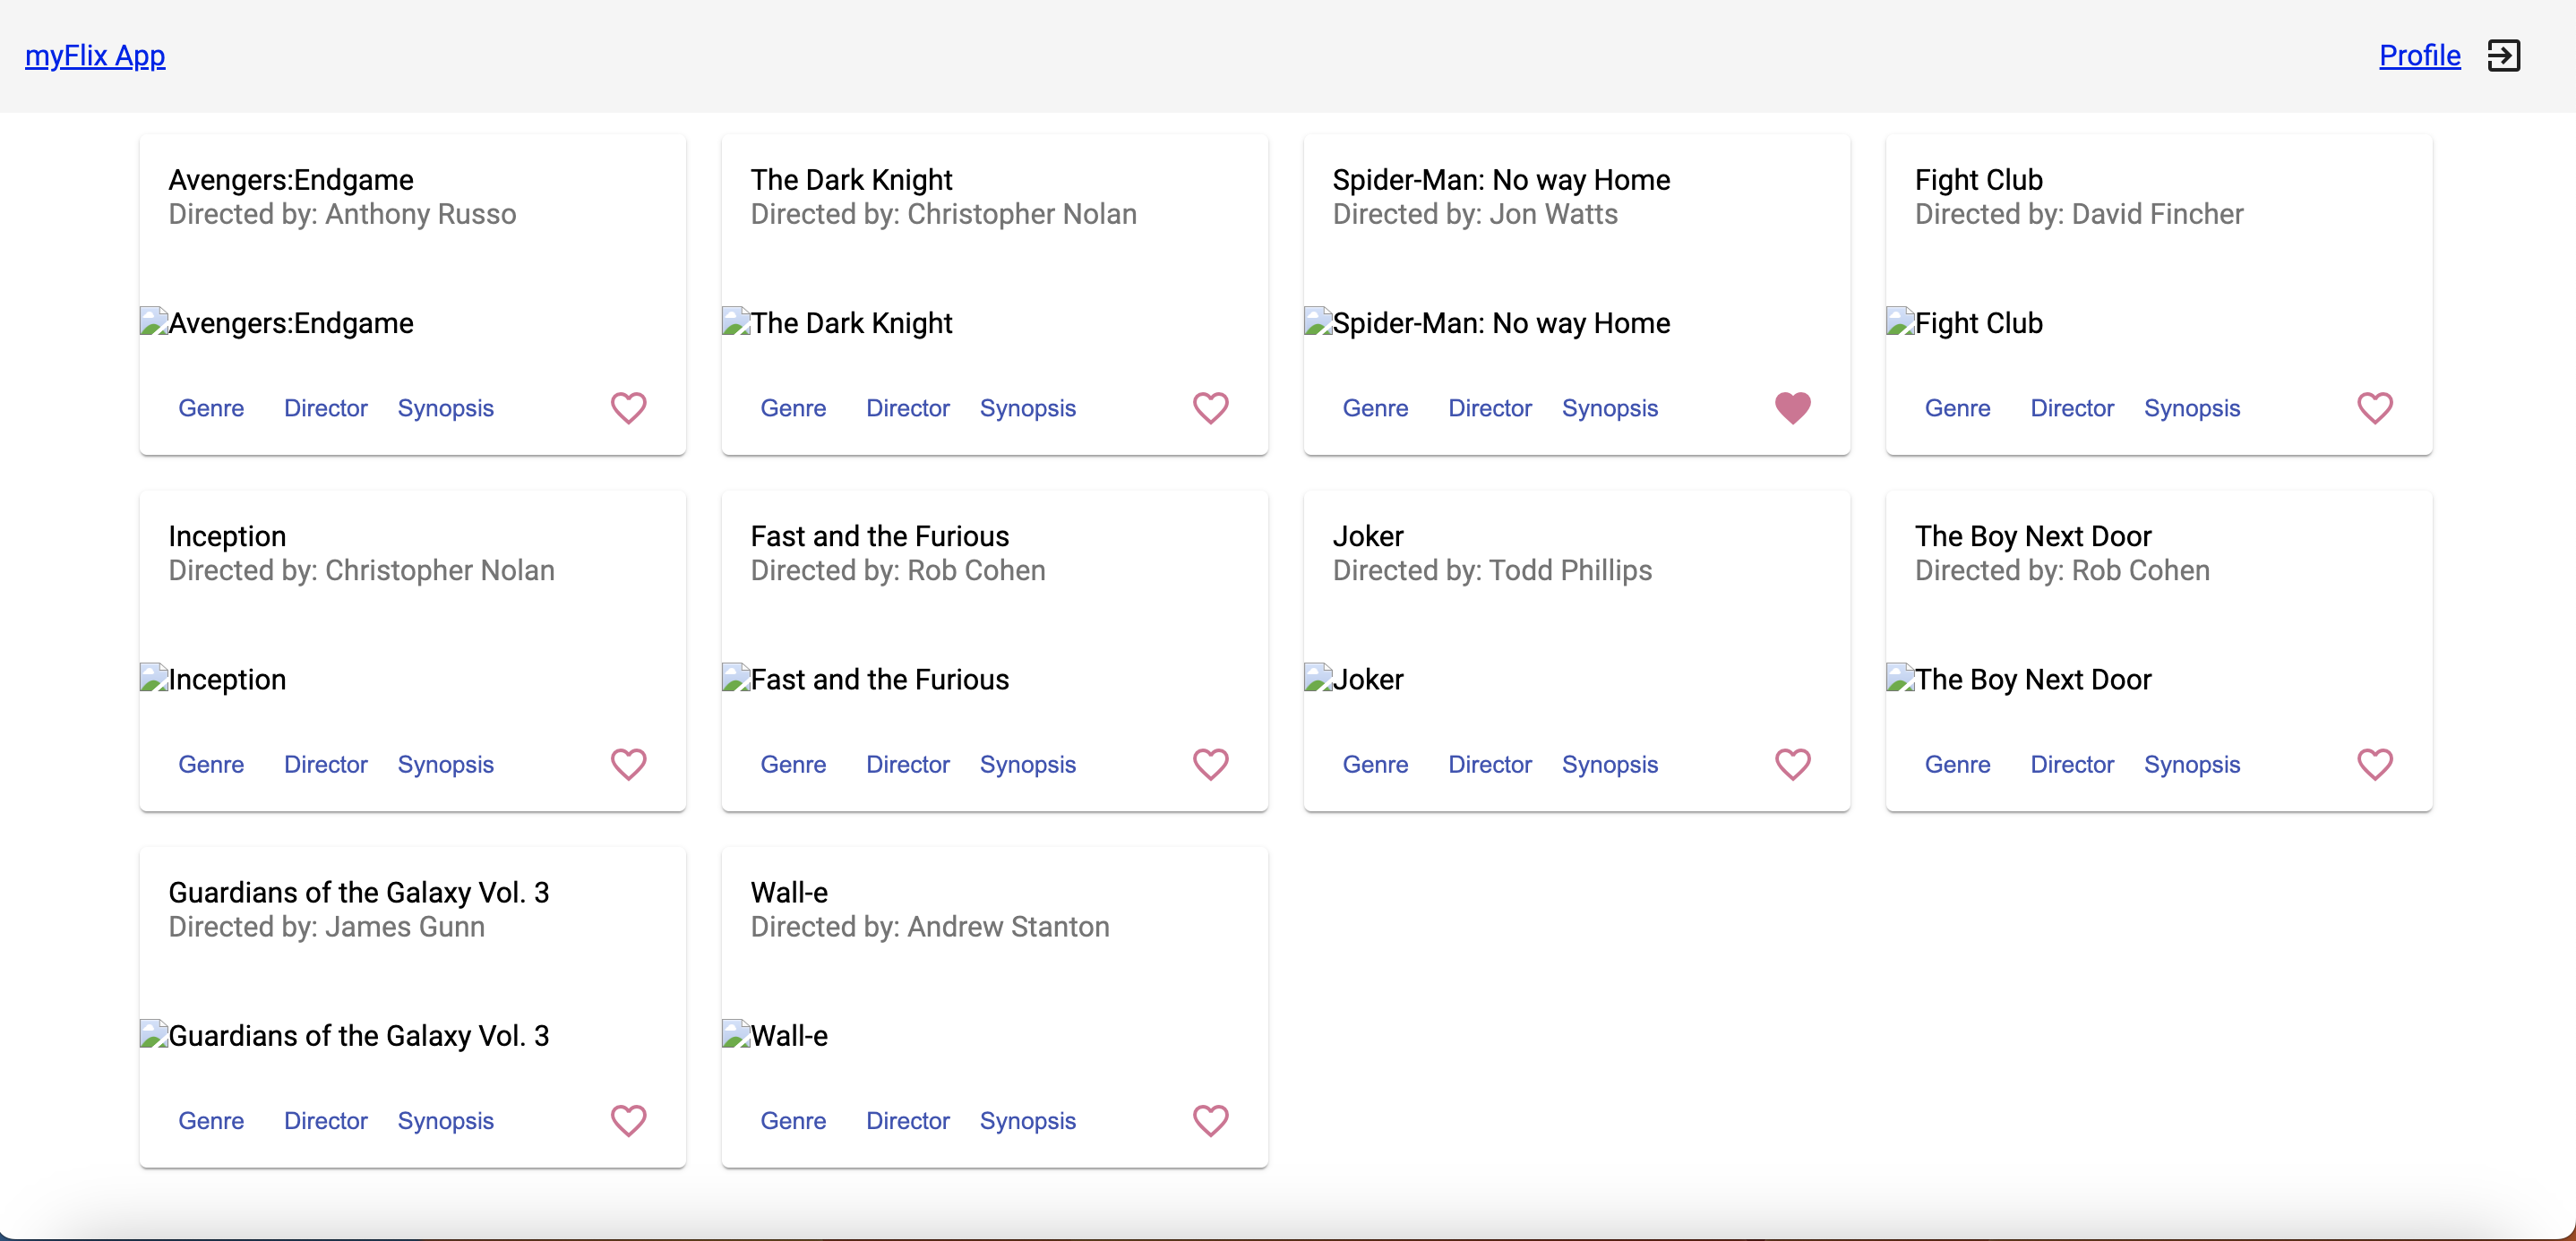 myFlix App
Profile
Avengers:Endgame
Directed by: Anthony Russo
Avengers:Endgame
Genre Director Synopsis
The Dark Knight
Directed by: Christopher Nolan
The Dark Knight
Genre Director Synopsis
Spider-Man: No way Home
Directed by: Jon Watts
Spider-Man: No way Home
Genre Director Synopsis
Fight Club
Directed by: David Fincher
Fight Club
Genre Director Synopsis
Inception
Directed by: Christopher Nolan
Inception
Genre Director Synopsis
Fast and the Furious
Directed by: Rob Cohen
Fast and the Furious
Genre Director Synopsis
Joker
Directed by: Todd Phillips
Joker
Genre Director Synopsis
The Boy Next Door
Directed by: Rob Cohen
The Boy Next Door
Genre Director Synopsis
Guardians of the Galaxy Vol. 3
Directed by: James Gunn
Guardians of the Galaxy Vol. 3
Genre Director Synopsis
Wall-e
Directed by: Andrew Stanton
Wall-e
Genre Director Synopsis